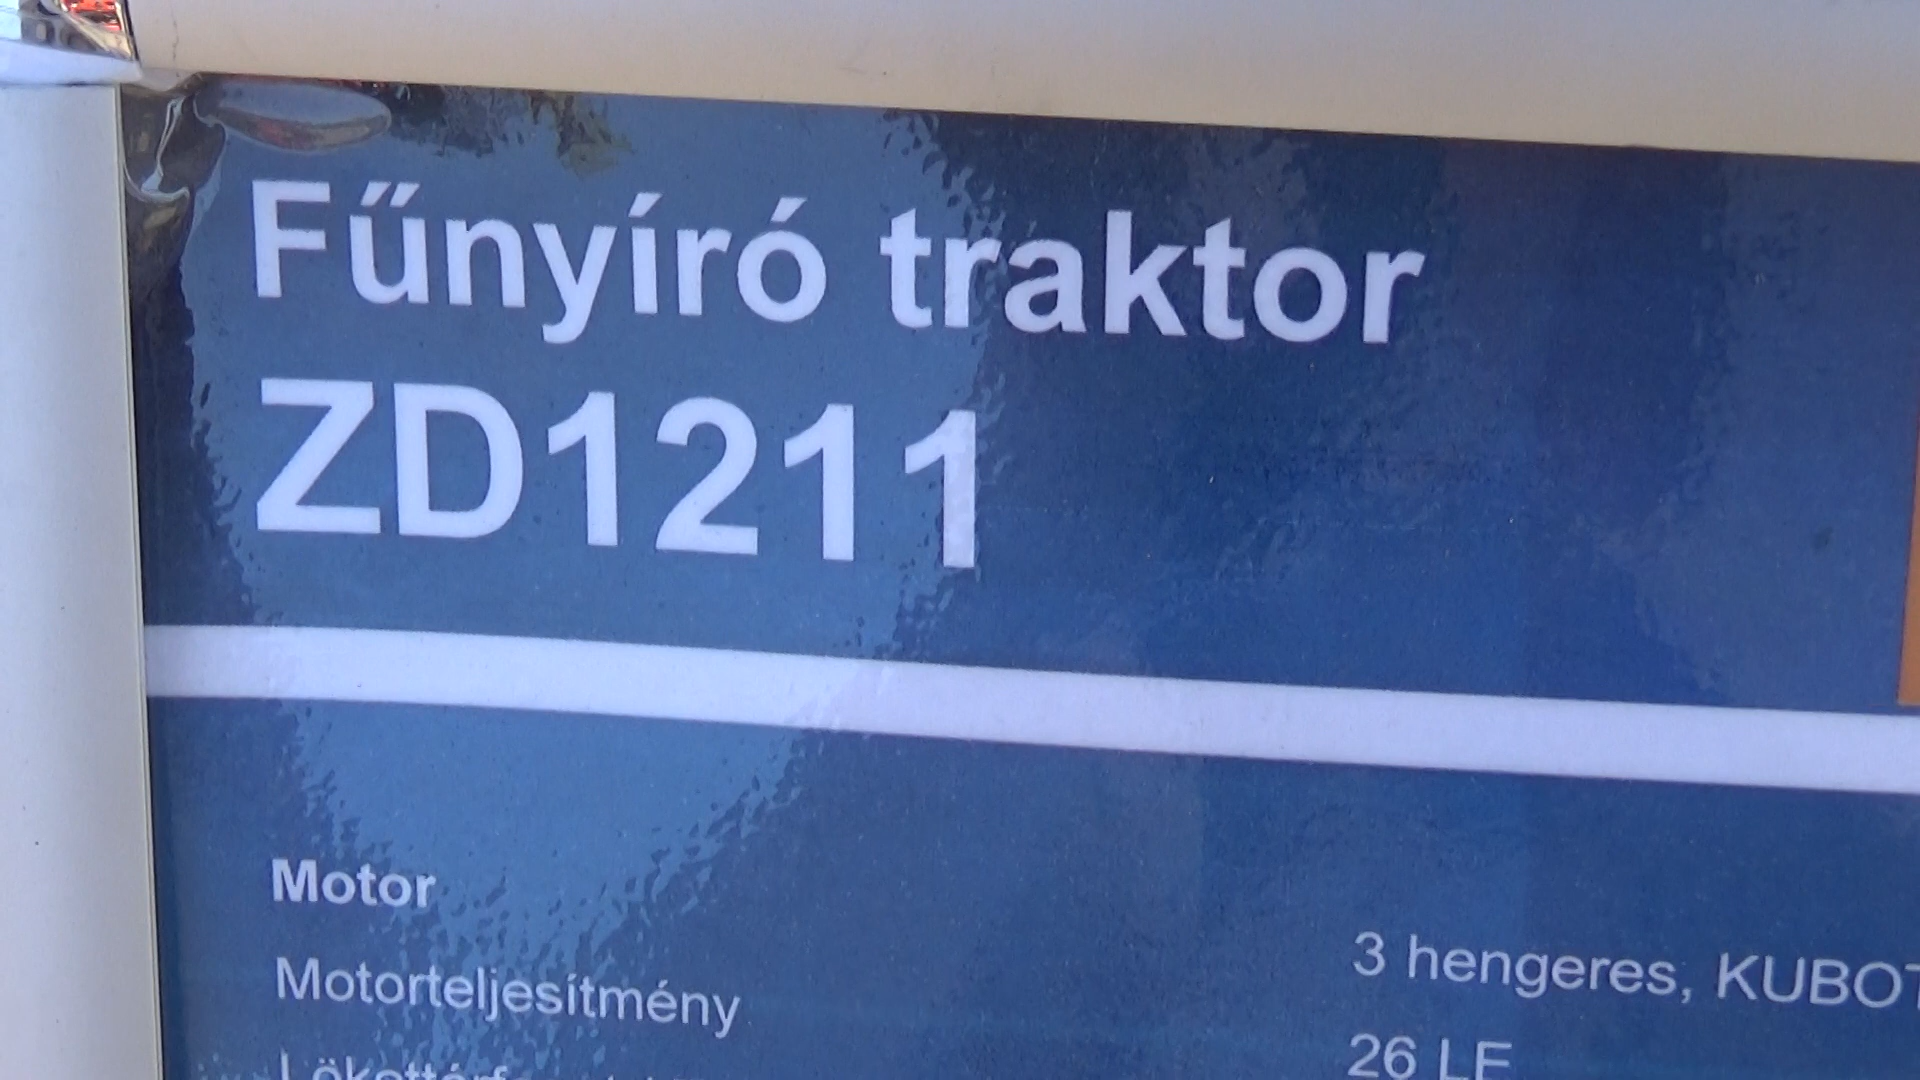 Fűnyíró traktor
ZD1211
Motor
3 hengeres, KUBOT
Motorteljesítmény
26 LE